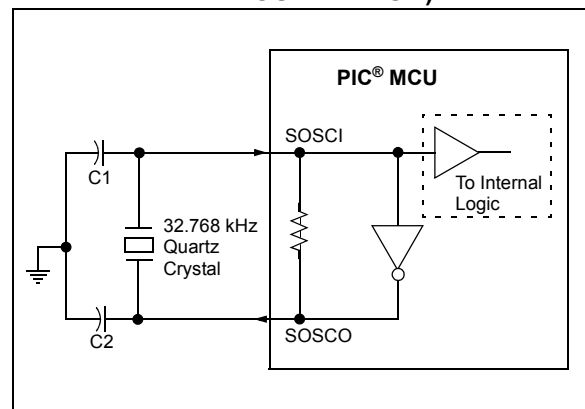 PIC® MCU
SOSCI
C1
To Internal
Logic
32.768 kHz
Quartz
Crystal
C2
SOSCO